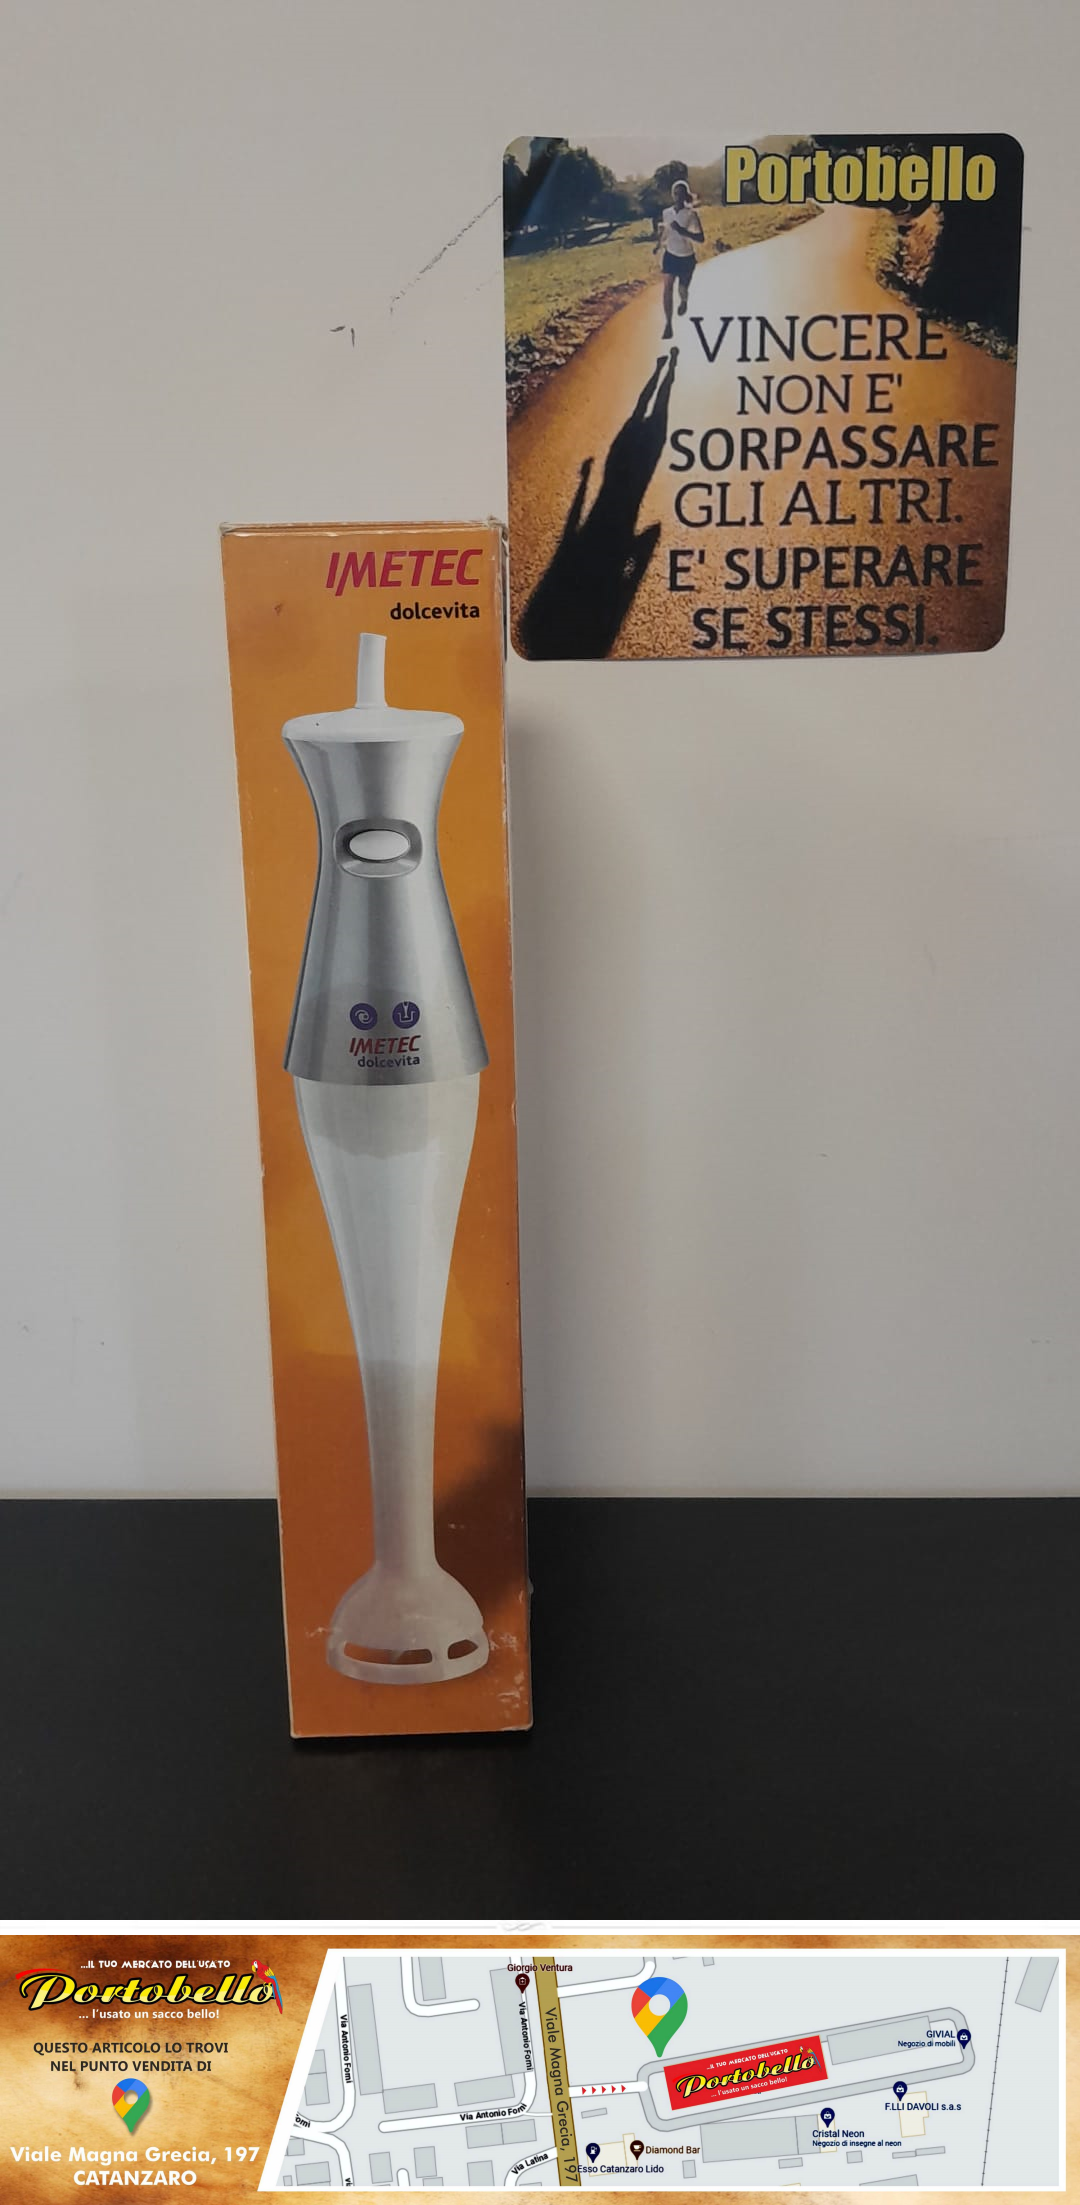 Portobello
VINCERE
NON E'
SORPASSARE
GLI ALTRI.
E' SUPERARE
SE STESSI.
IMETEC
dolcevita
IMETEC
dolcevita
...IL TUO MERCATO DELL'USATO
Portobello
... l'usato un sacco bello!
QUESTO ARTICOLO LO TROVI
NEL PUNTO VENDITA DI
Viale Magna Grecia, 197
CATANZARO
Giorgio Ventura
Via Antonio Forni
Via Antonio Forni
Viale Magna Grecia, 197
...IL TUO MERCATO DELL'USATO
Portobello
... l'usato un sacco bello!
GIVIAL
Negozio di mobili
F.LLI DAVOLI s.a.s
Via Antonio Forni
Cristal Neon
Negozio di insegne al neon
Diamond Bar
Via Latina
Esso Catanzaro Lido